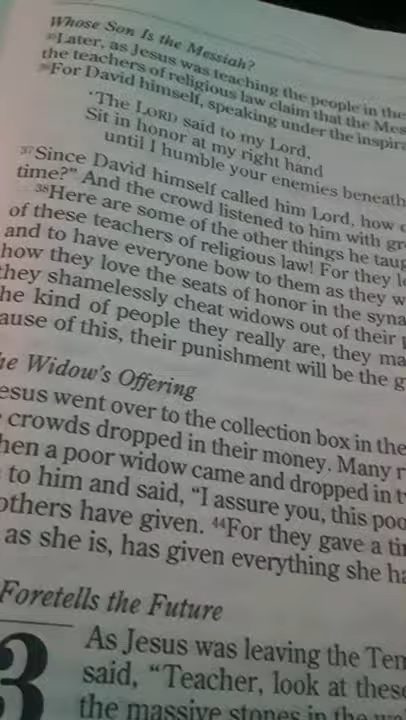 Whose Son Is the Messiah?
35Later, as Jesus was teaching the people in the
the teachers of religious law claim that the Mes
36For David himself, speaking under the inspira
'The LORD said to my Lord,
Sit in honor at my right hand
until I humble your enemies beneath
37Since David himself called him Lord, how c
time?" And the crowd listened to him with gr
38Here are some of the other things he taug
of these teachers of religious law! For they lo
and to have everyone bow to them as they w
how they love the seats of honor in the syna
they shamelessly cheat widows out of their p
he kind of people they really are, they ma
ause of this, their punishment will be the g
he Widow's Offering
esus went over to the collection box in the
crowds dropped in their money. Many r
hen a poor widow came and dropped in t
to him and said, "I assure you, this poo
others have given. 44For they gave a tin
as she is, has given everything she ha
Foretells the Future
3
As Jesus was leaving the Tem
said, "Teacher, look at these
the massive stones in the